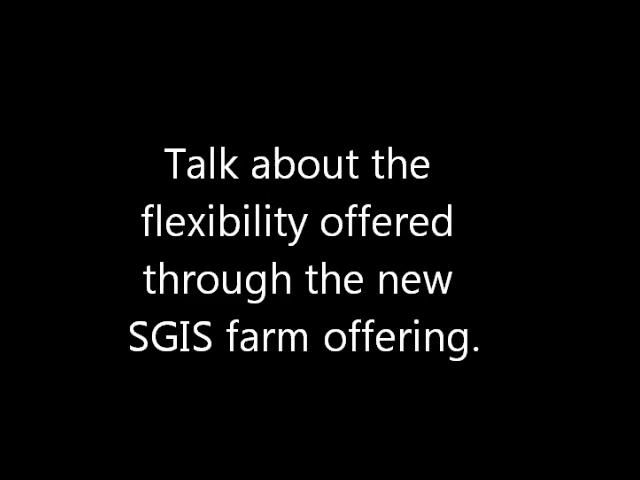 Talk about the
flexibility offered
through the new
SGIS farm offering.